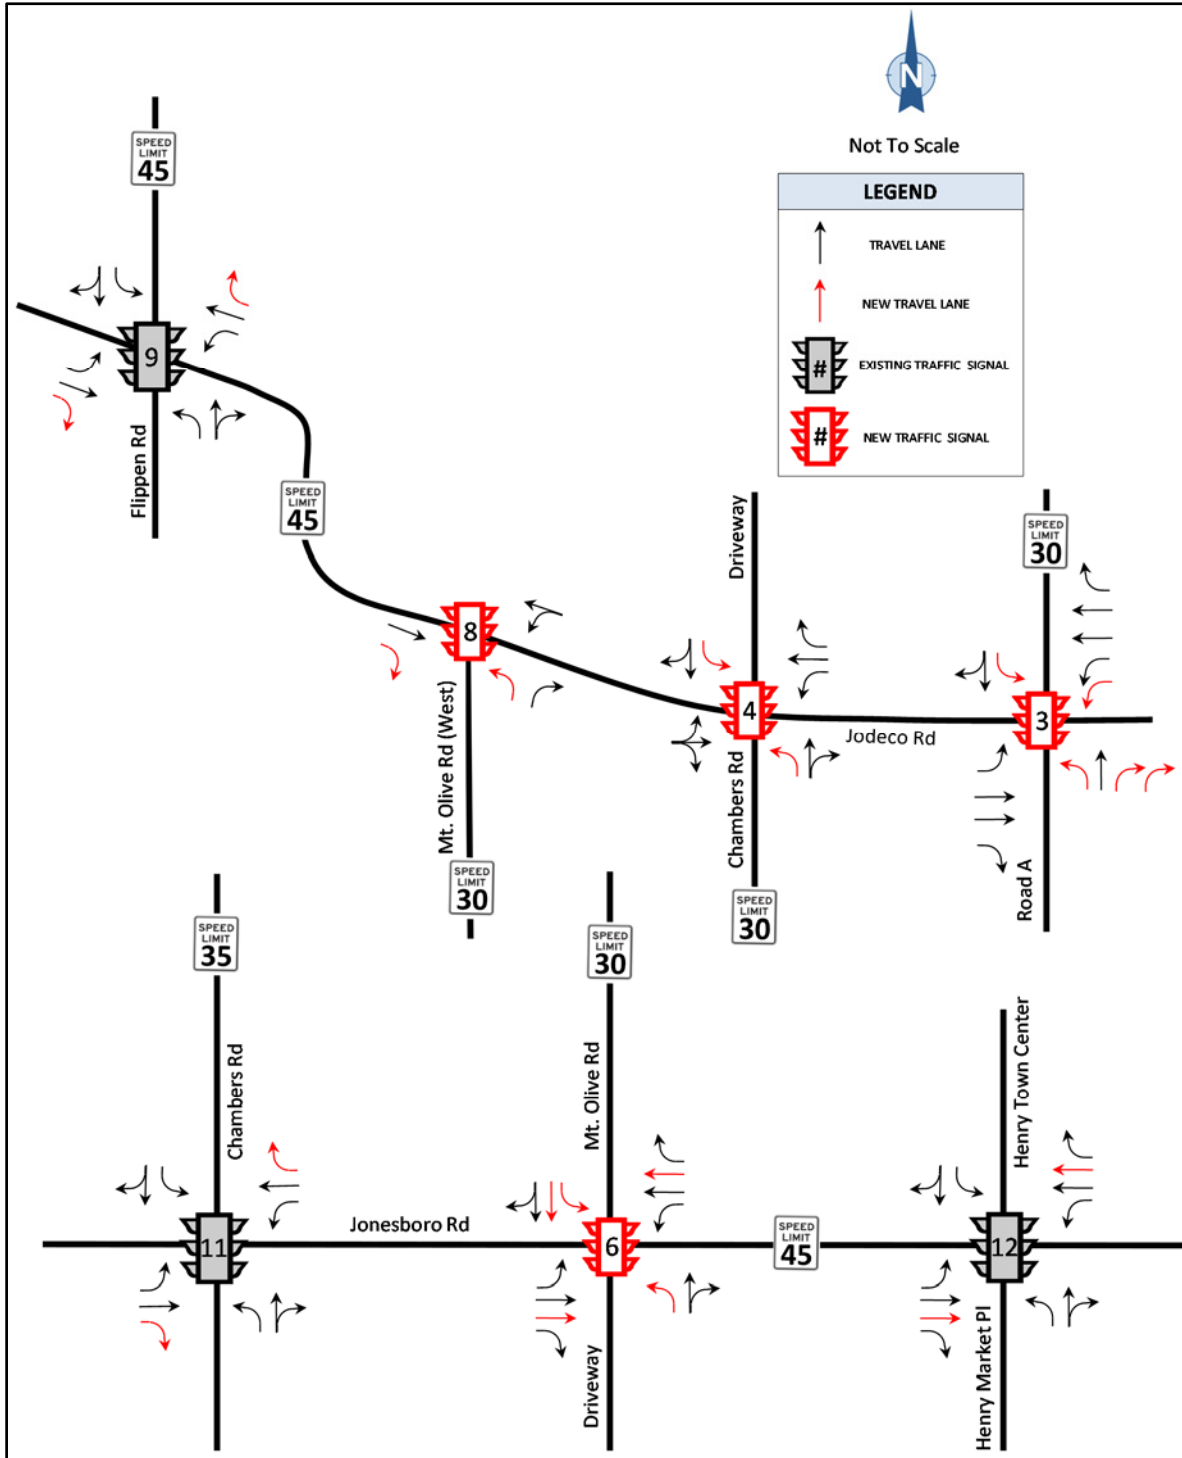 N
Not To Scale
LEGEND
TRAVEL LANE
NEW TRAVEL LANE
# EXISTING TRAFFIC SIGNAL
# NEW TRAFFIC SIGNAL
SPEED
LIMIT
45
9
Flippen Rd
SPEED
LIMIT
45
8
Mt. Olive Rd (West)
SPEED
LIMIT
30
Driveway
4
Chambers Rd
SPEED
LIMIT
30
Jodeco Rd
SPEED
LIMIT
30
3
Road A
SPEED
LIMIT
35
Chambers Rd
11
Jonesboro Rd
SPEED
LIMIT
30
Mt. Olive Rd
6
Driveway
SPEED
LIMIT
45
Henry Town Center
12
Henry Market Pl